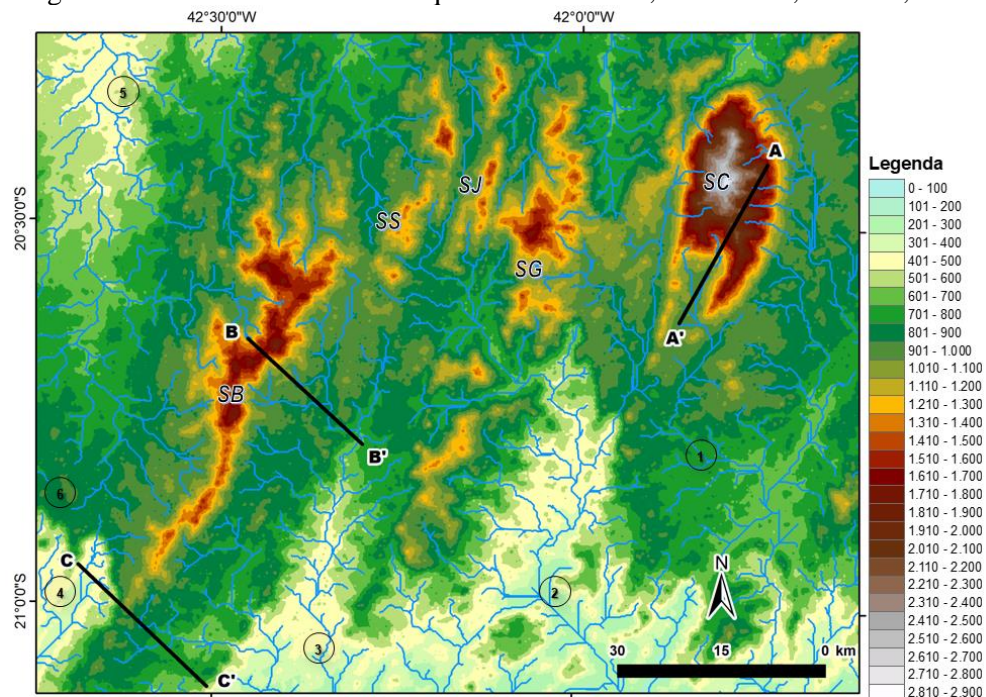 42°30'0"W
42°0'0"W
5
A
SC
SJ
SS
20°30'0"S
SG
B
A'
SB
B'
1
6
C
4
2
N
21°0'0"S
3
C'
30 15 0 km
Legenda
0 - 100
101 - 200
201 - 300
301 - 400
401 - 500
501 - 600
601 - 700
701 - 800
801 - 900
901 - 1.000
1.010 - 1.100
1.110 - 1.200
1.210 - 1.300
1.310 - 1.400
1.410 - 1.500
1.510 - 1.600
1.610 - 1.700
1.710 - 1.800
1.810 - 1.900
1.910 - 2.000
2.010 - 2.100
2.110 - 2.200
2.210 - 2.300
2.310 - 2.400
2.410 - 2.500
2.510 - 2.600
2.610 - 2.700
2.710 - 2.800
2.810 - 2.900